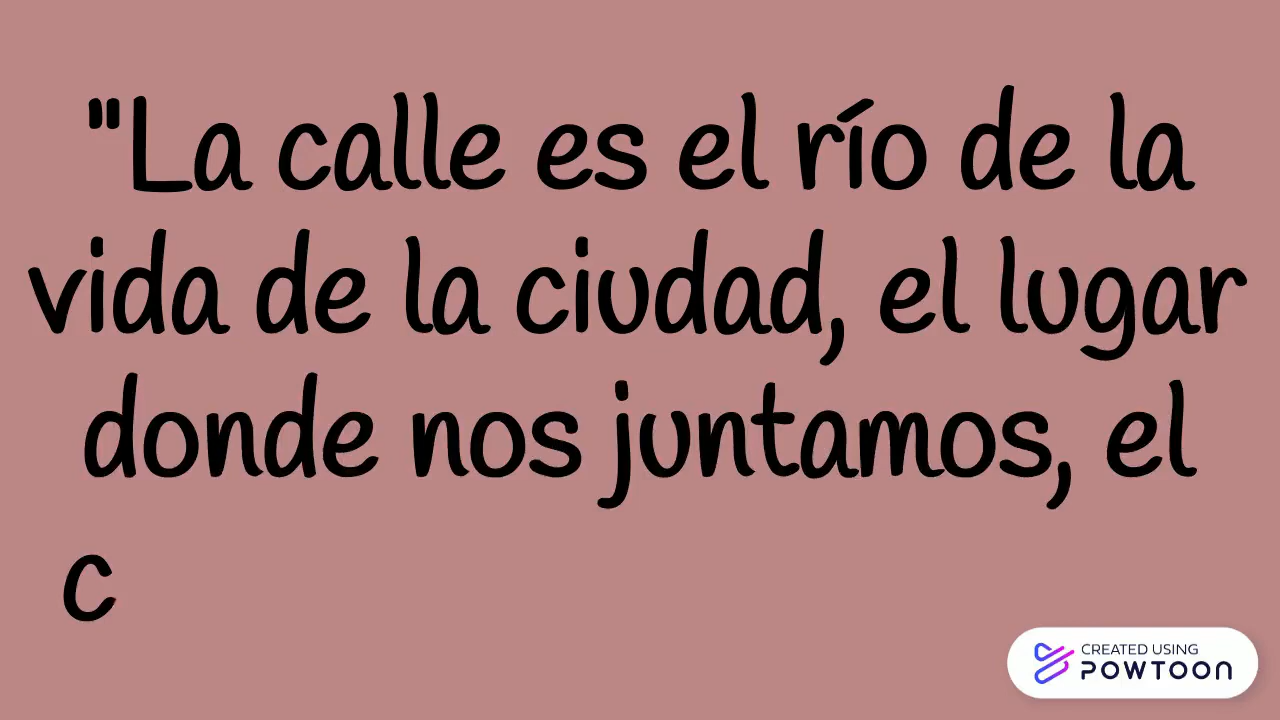 "La calle es el río de la
vida de la ciudad, el lugar
donde nos juntamos, el
c
CREATED USING
POWTOON